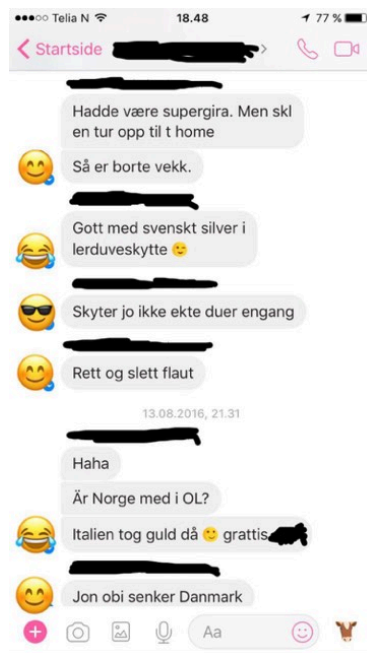 Telia N
18.48
77 %
Startside
Hadde være supergira. Men skl
en tur opp til t home
Så er borte vekk.
Gott med svenskt silver i
lerduveskytte 😉
Skyter jo ikke ekte duer engang
Rett og slett flaut
13.08.2016, 21.31
Haha
Är Norge med i OL?
Italien tog guld då 🙂 grattis
Jon obi senker Danmark
Aa